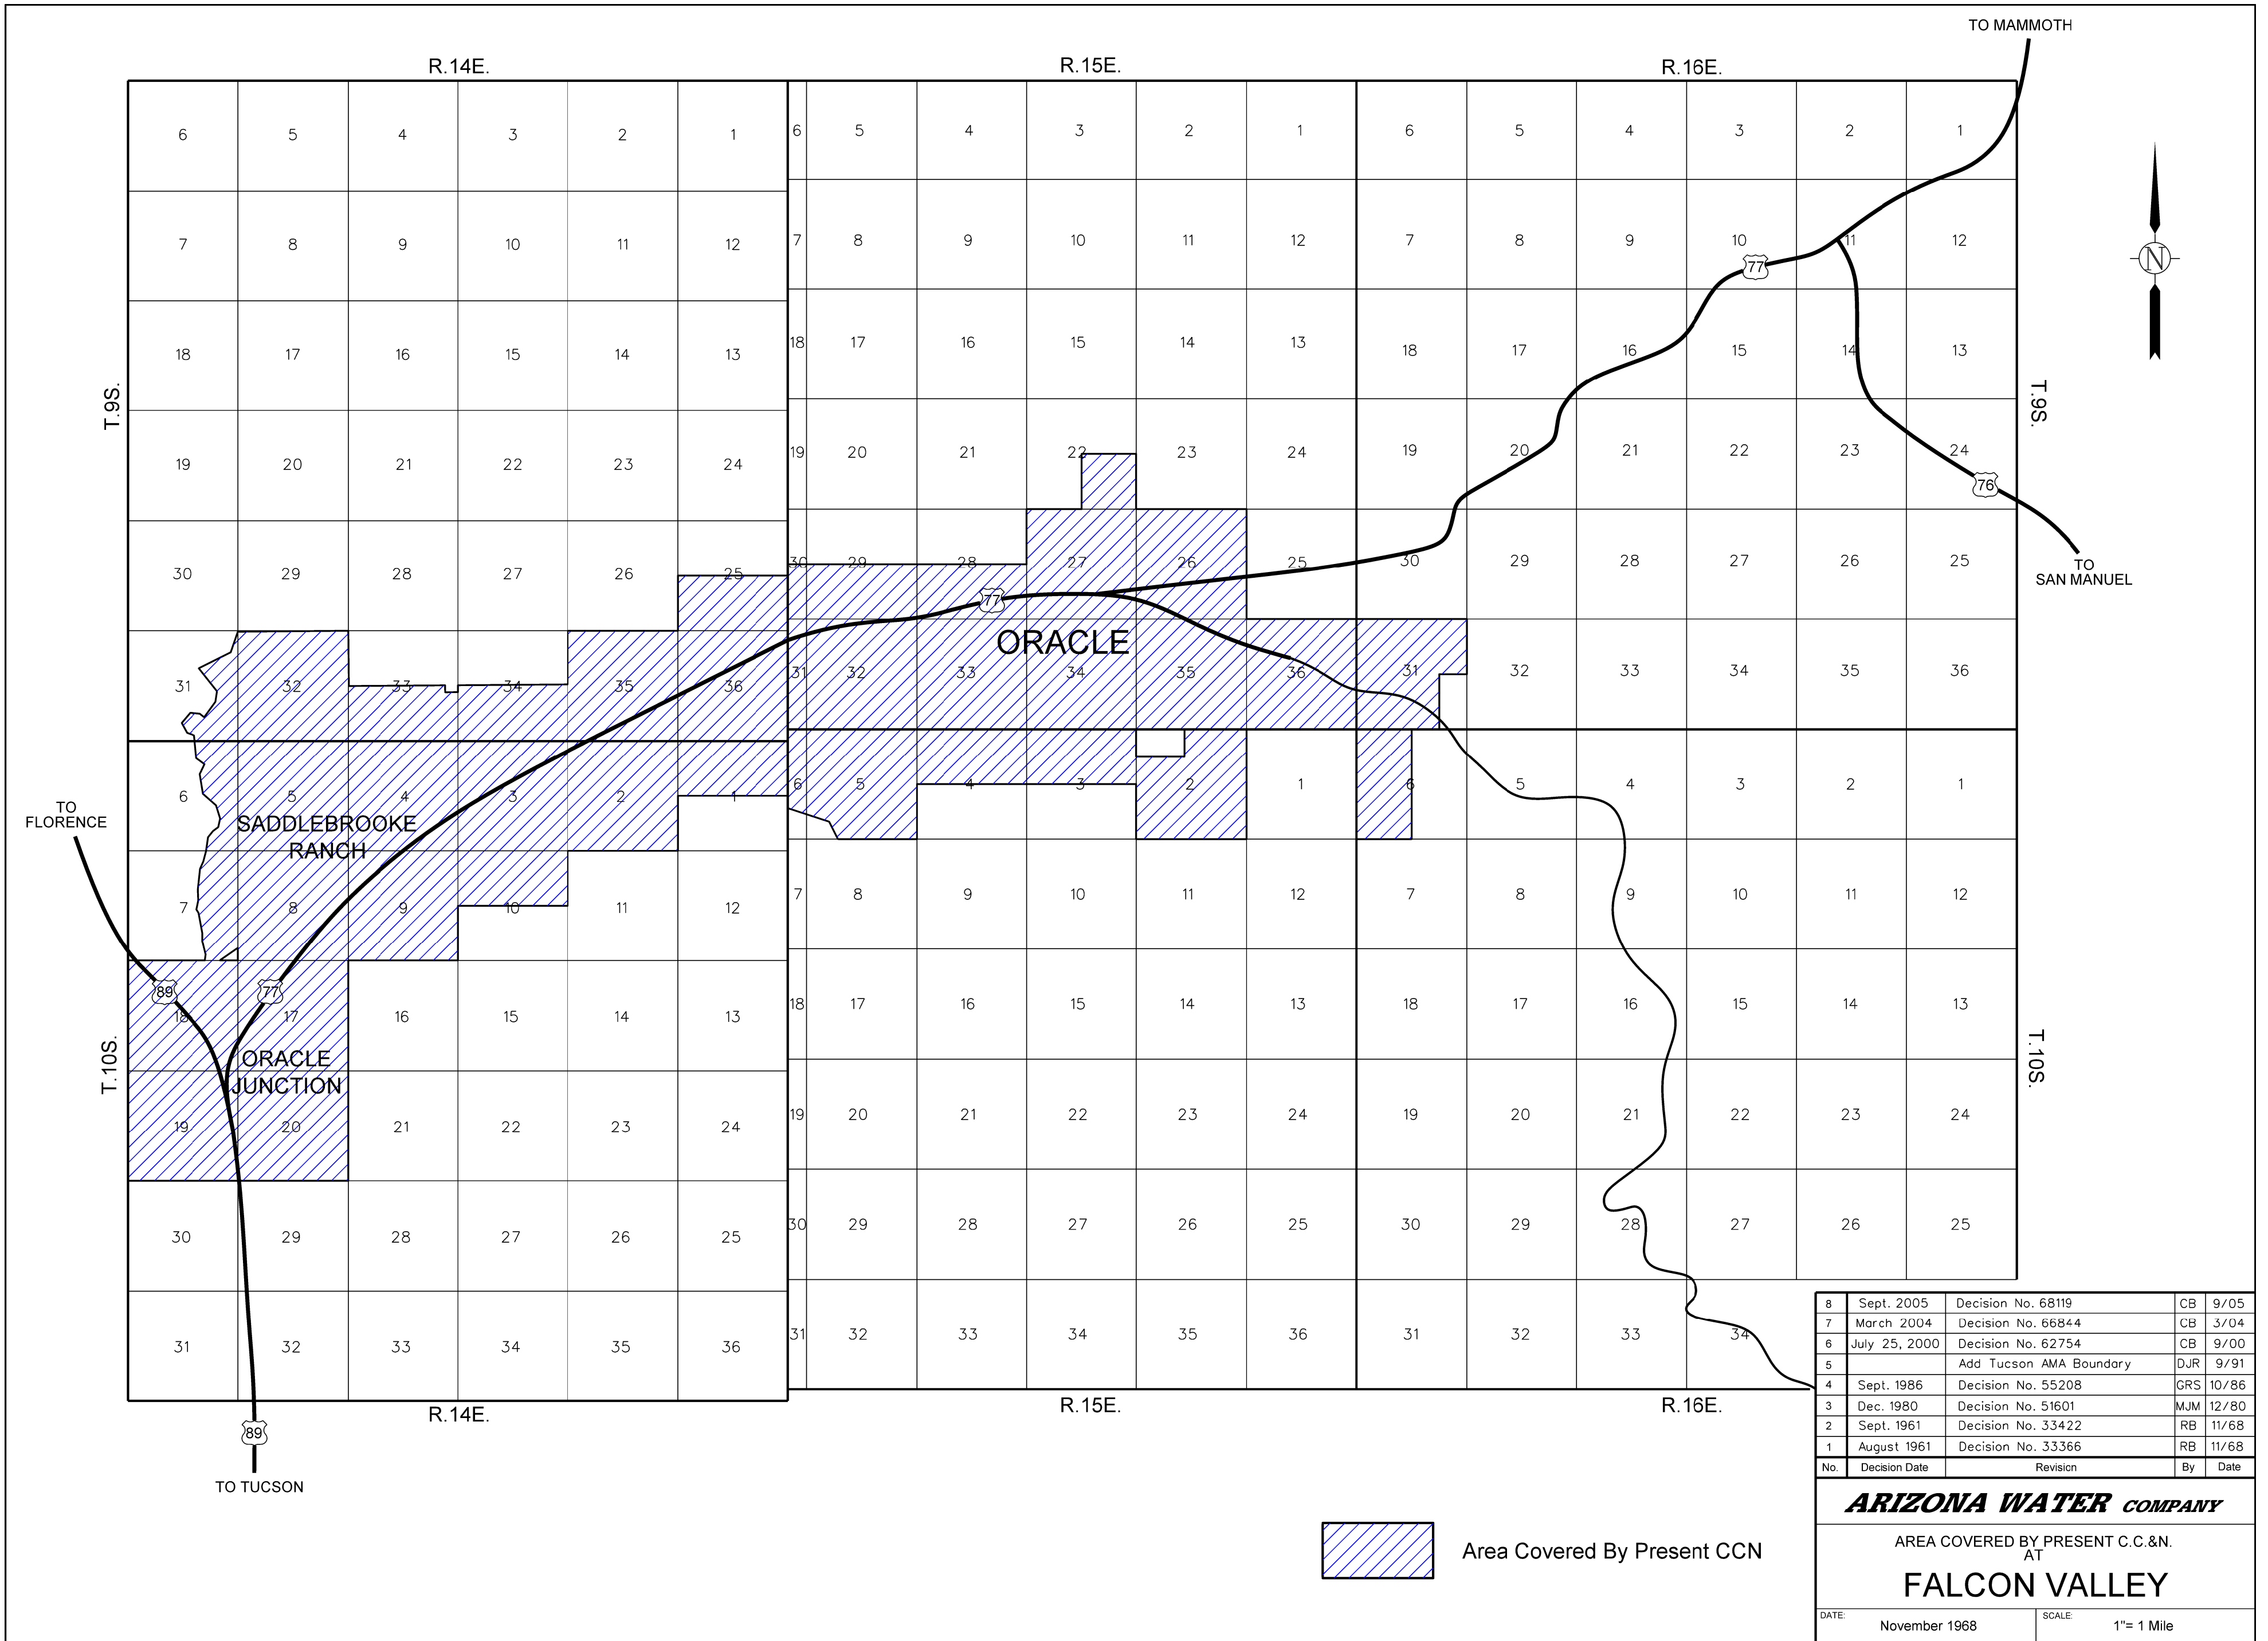 TO MAMMOTH
R.14E. R.15E. R.16E.
6 5 4 3 2 1 6 5 4 3 2 1 6 5 4 3 2 1
7 8 9 10 11 12 7 8 9 10 11 12 7 8 9 10 11 12
77
N
18 17 16 15 14 13 18 17 16 15 14 13 18 17 16 15 14 13
T.9S. T.9S.
19 20 21 22 23 24 19 20 21 22 23 24 19 20 21 22 23 24
76
30 29 28 27 26 25 30 29 28 27 26 25 30 29 28 27 26 25
TO
SAN MANUEL
77
ORACLE
31 32 33 34 35 36 31 32 33 34 35 36 31 32 33 34 35 36
6 5 4 3 2 1 6 5 4 3 2 1 6 5 4 3 2 1
TO
FLORENCE
SADDLEBROOKE
RANCH
7 8 9 10 11 12 7 8 9 10 11 12 7 8 9 10 11 12
89 77
18 17 16 15 14 13 18 17 16 15 14 13 18 17 16 15 14 13
T.10S. T.10S.
ORACLE
JUNCTION
19 20 21 22 23 24 19 20 21 22 23 24 19 20 21 22 23 24
30 29 28 27 26 25 30 29 28 27 26 25 30 29 28 27 26 25
31 32 33 34 35 36 31 32 33 34 35 36 31 32 33 34
R.14E. R.15E. R.16E.
89
TO TUCSON
8 Sept. 2005 Decision No. 68119 CB 9/05
7 March 2004 Decision No. 66844 CB 3/04
6 July 25, 2000 Decision No. 62754 CB 9/00
5 Add Tucson AMA Boundary DJR 9/91
4 Sept. 1986 Decision No. 55208 GRS 10/86
3 Dec. 1980 Decision No. 51601 MJM 12/80
2 Sept. 1961 Decision No. 33422 RB 11/68
1 August 1961 Decision No. 33366 RB 11/68
No. Decision Date Revision By Date
ARIZONA WATER COMPANY
Area Covered By Present CCN
AREA COVERED BY PRESENT C.C.&N.
AT
FALCON VALLEY
DATE: November 1968 SCALE: 1"= 1 Mile